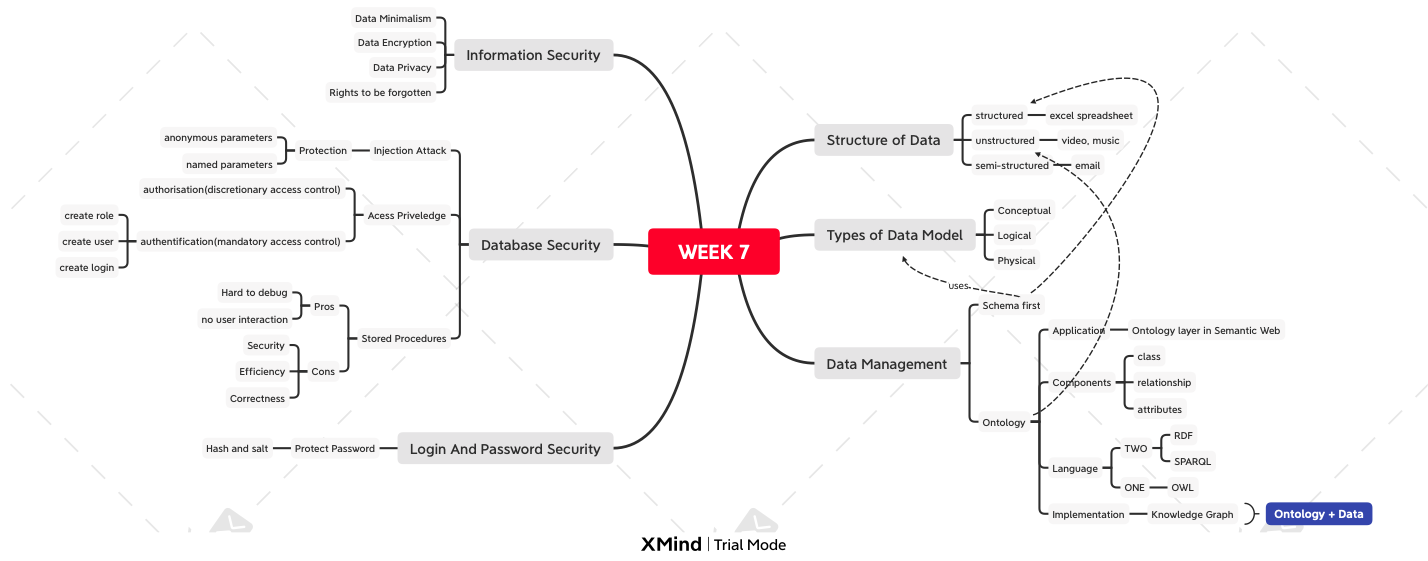 WEEK 7
Information Security
Data Minimalism
Data Encryption
Data Privacy
Rights to be forgotten
Database Security
Injection Attack
Protection
anonymous parameters
named parameters
Acess Priveledge
authorisation(discretionary access control)
authentification(mandatory access control)
create role
create user
create login
Stored Procedures
Pros
Hard to debug
no user interaction
Cons
Security
Efficiency
Correctness
Login And Password Security
Protect Password
Hash and salt
Structure of Data
structured
excel spreadsheet
unstructured
video, music
semi-structured
email
Types of Data Model
Conceptual
Logical
Physical
uses
Data Management
Schema first
Ontology
Application
Ontology layer in Semantic Web
Components
class
relationship
attributes
Language
TWO
RDF
SPARQL
ONE
OWL
Implementation
Knowledge Graph
Ontology + Data
XMind | Trial Mode